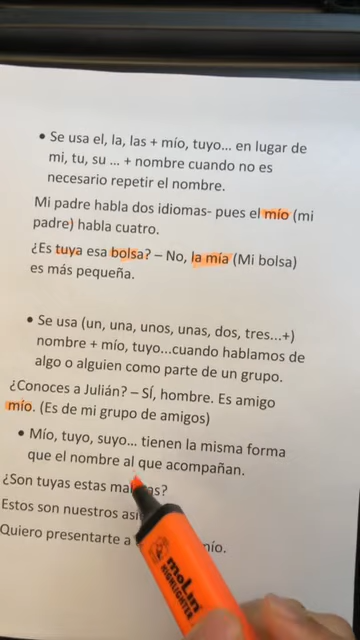 • Se usa el, la, las + mío, tuyo... en lugar de
mi, tu, su ... + nombre cuando no es
necesario repetir el nombre.
Mi padre habla dos idiomas- pues el mío (mi
padre) habla cuatro.
¿Es tuya esa bolsa? – No, la mía (Mi bolsa)
es más pequeña.
• Se usa (un, una, unos, unas, dos, tres...+)
nombre + mío, tuyo...cuando hablamos de
algo o alguien como parte de un grupo.
¿Conoces a Julián? – SÍ, hombre. Es amigo
mío. (Es de mi grupo de amigos)
• Mío, tuyo, suyo... tienen la misma forma
que el nombre al que acompañan.
¿Son tuyas estas
Estos son nuestros
Quiero presentarte a
moLin
HIGHLIGHTER